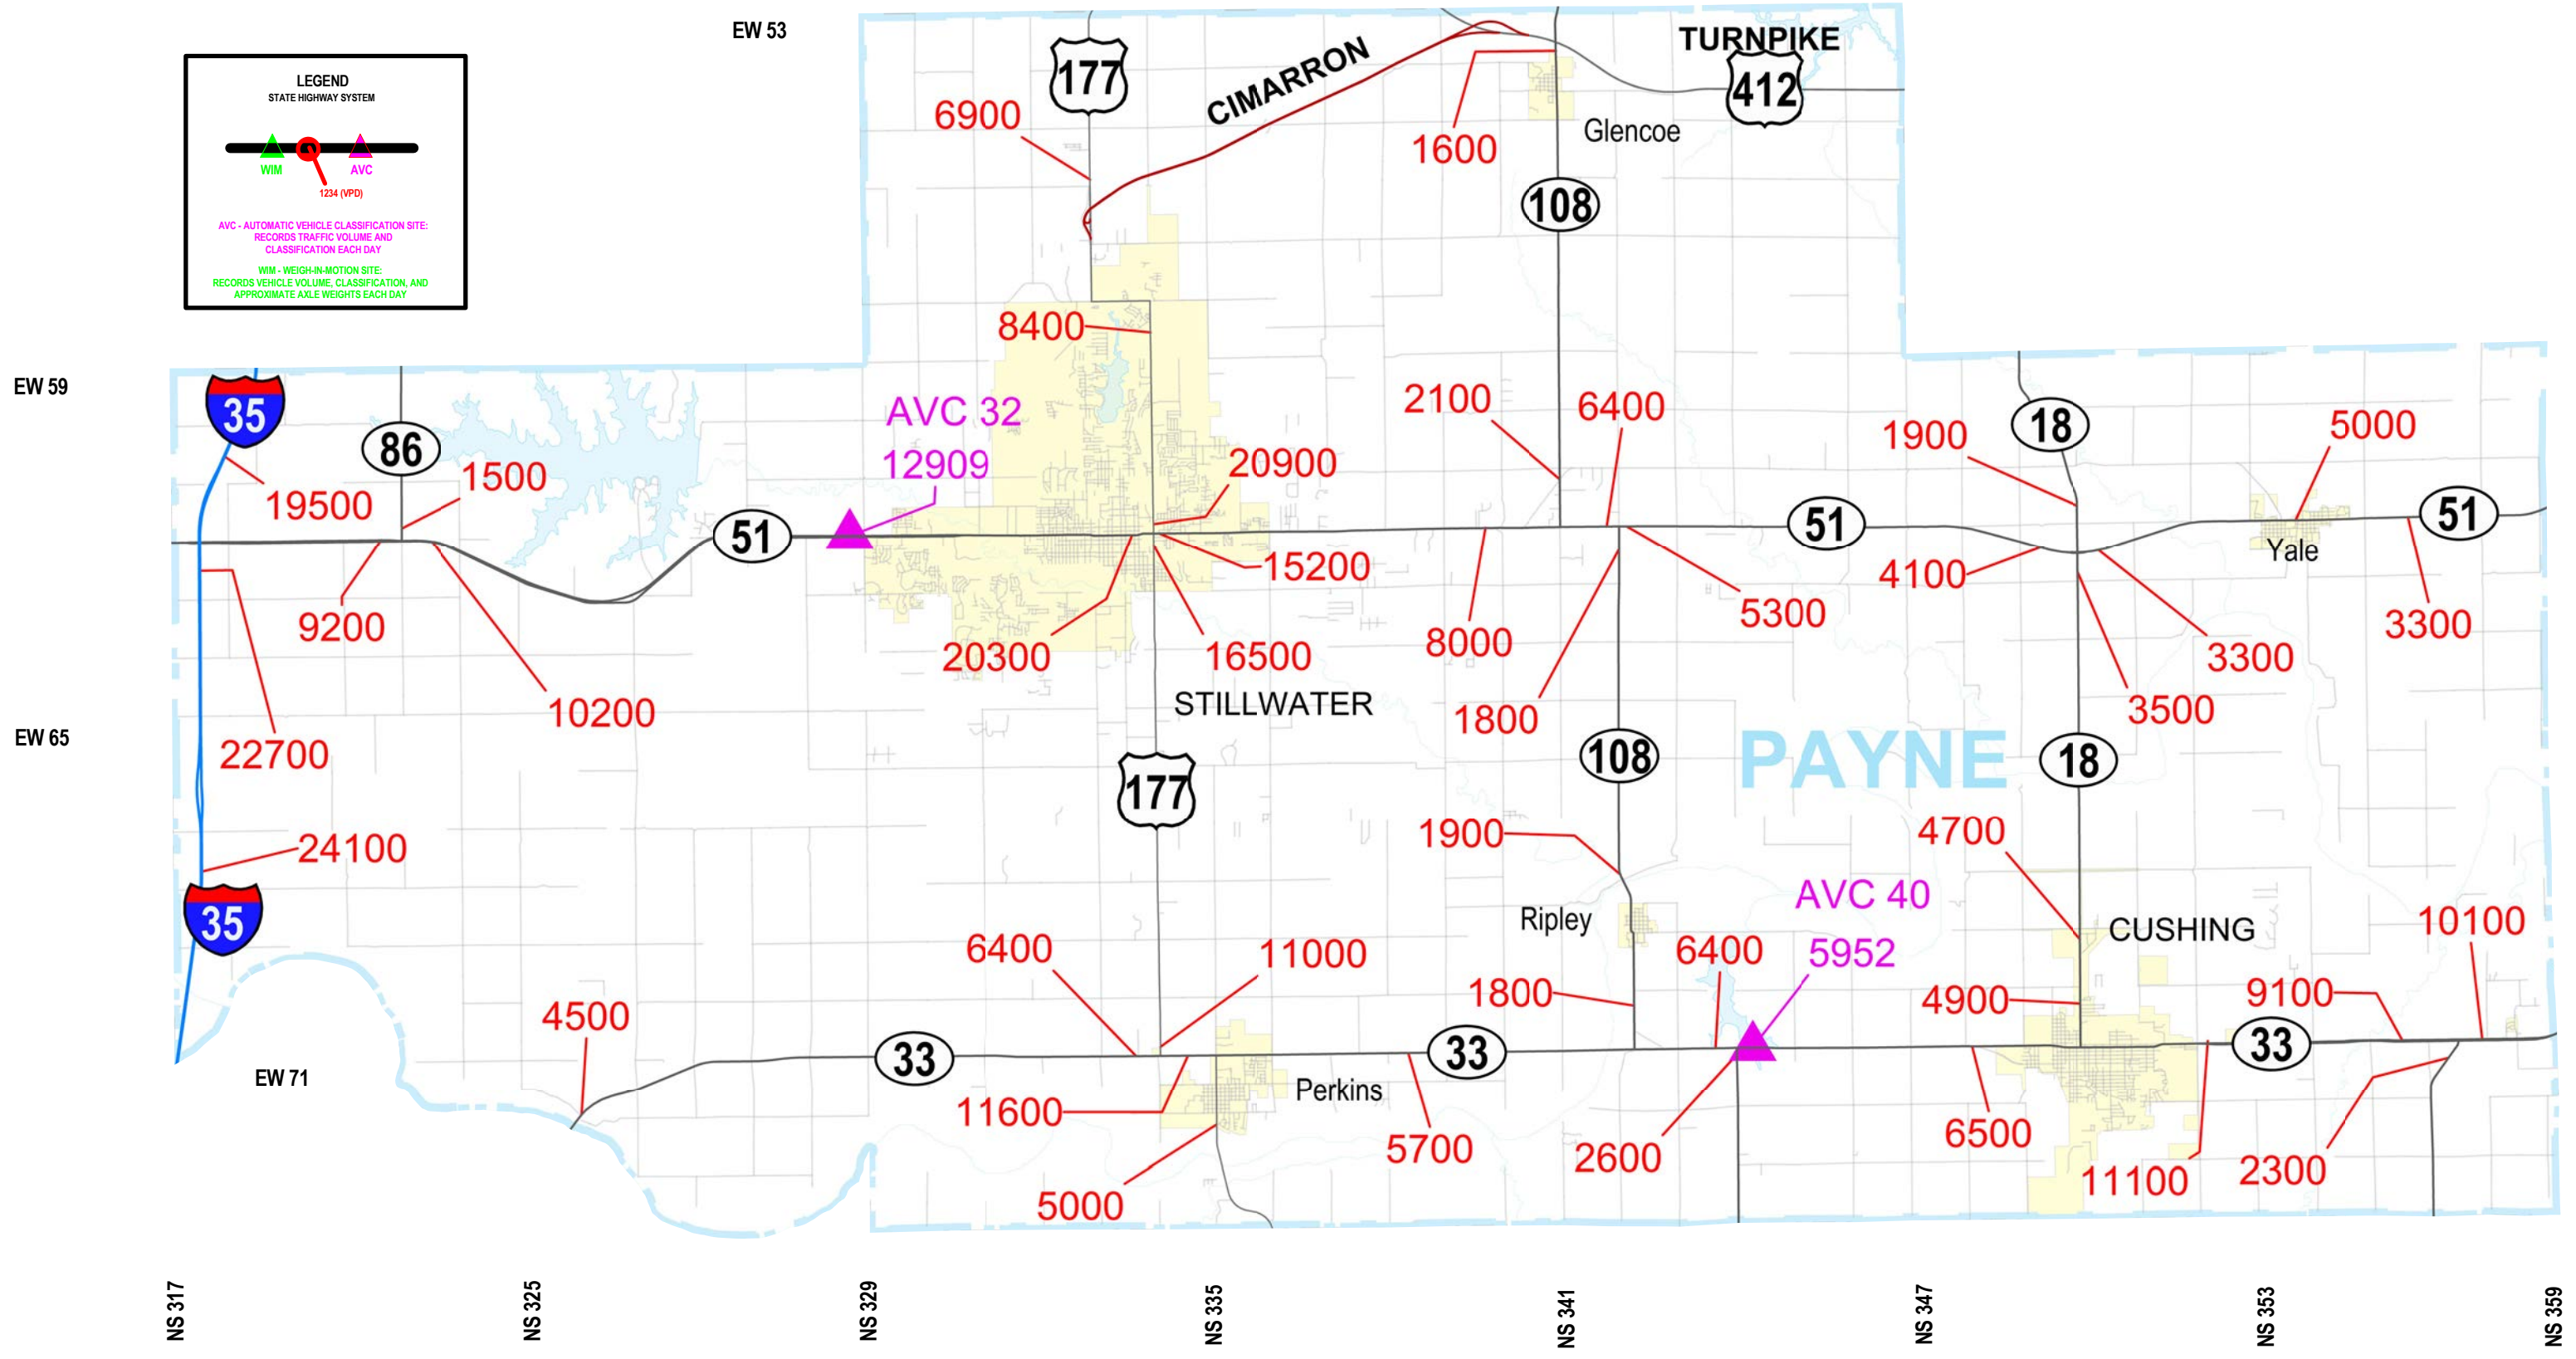 EW 53
LEGEND
STATE HIGHWAY SYSTEM
WIM
AVC
1234 (VPD)
AVC - AUTOMATIC VEHICLE CLASSIFICATION SITE:
RECORDS TRAFFIC VOLUME AND
CLASSIFICATION EACH DAY
WIM - WEIGH-IN-MOTION SITE:
RECORDS VEHICLE VOLUME, CLASSIFICATION, AND
APPROXIMATE AXLE WEIGHTS EACH DAY
177
CIMARRON
TURNPIKE
412
6900
1600
Glencoe
108
8400
EW 59
35
86
AVC 32
12909
1500
19500
20900
2100
6400
1900
18
5000
51
51
51
Yale
15200
4100
5300
3300
9200
20300
16500
8000
3300
10200
STILLWATER
1800
3500
EW 65
22700
177
108
PAYNE
18
24100
1900
4700
35
Ripley
AVC 40
5952
CUSHING
10100
6400
11000
6400
4500
1800
4900
9100
33
33
33
EW 71
11600
Perkins
5700
2600
6500
11100
2300
5000
NS 317
NS 325
NS 329
NS 335
NS 341
NS 347
NS 353
NS 359